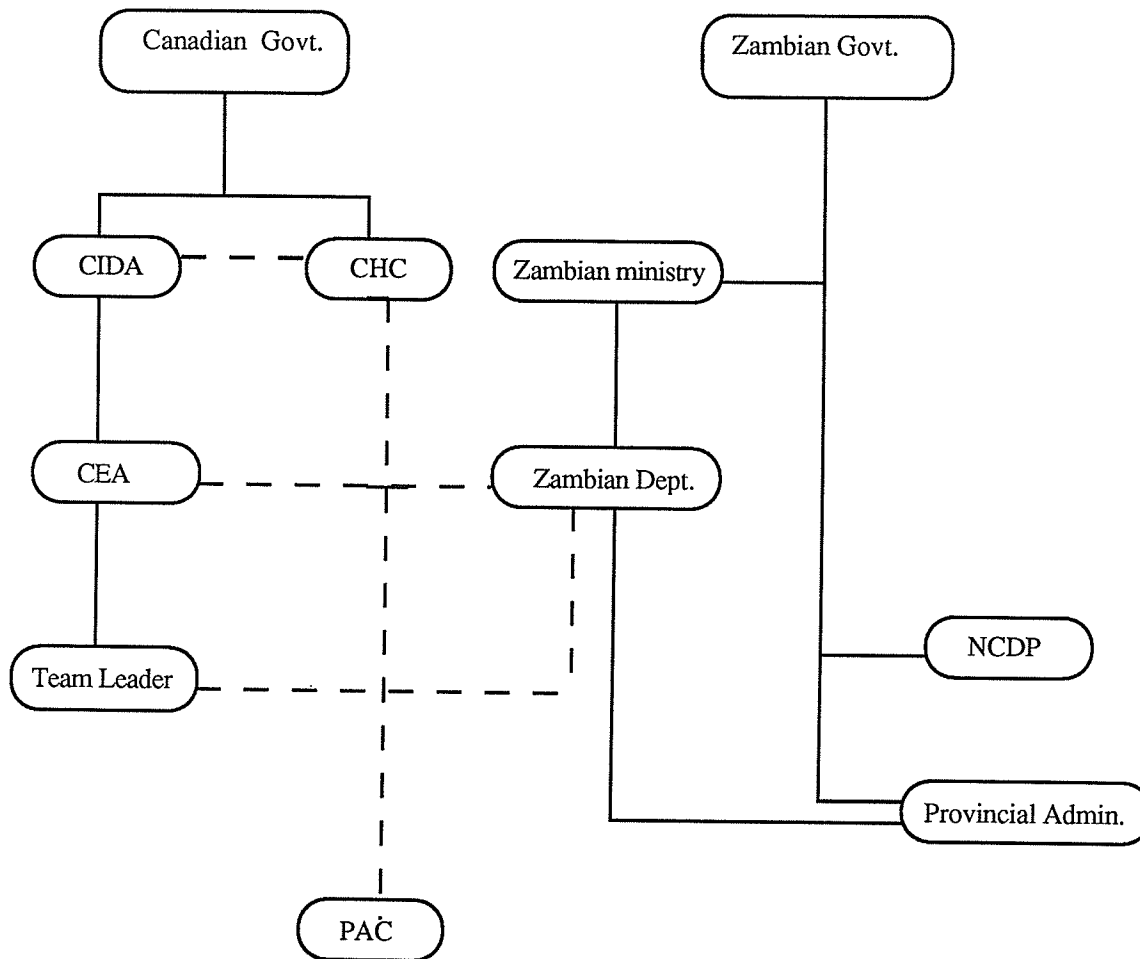 Canadian Govt.
Zambian Govt.
CIDA
CHC
Zambian ministry
CEA
Zambian Dept.
Team Leader
NCDP
Provincial Admin.
PAC